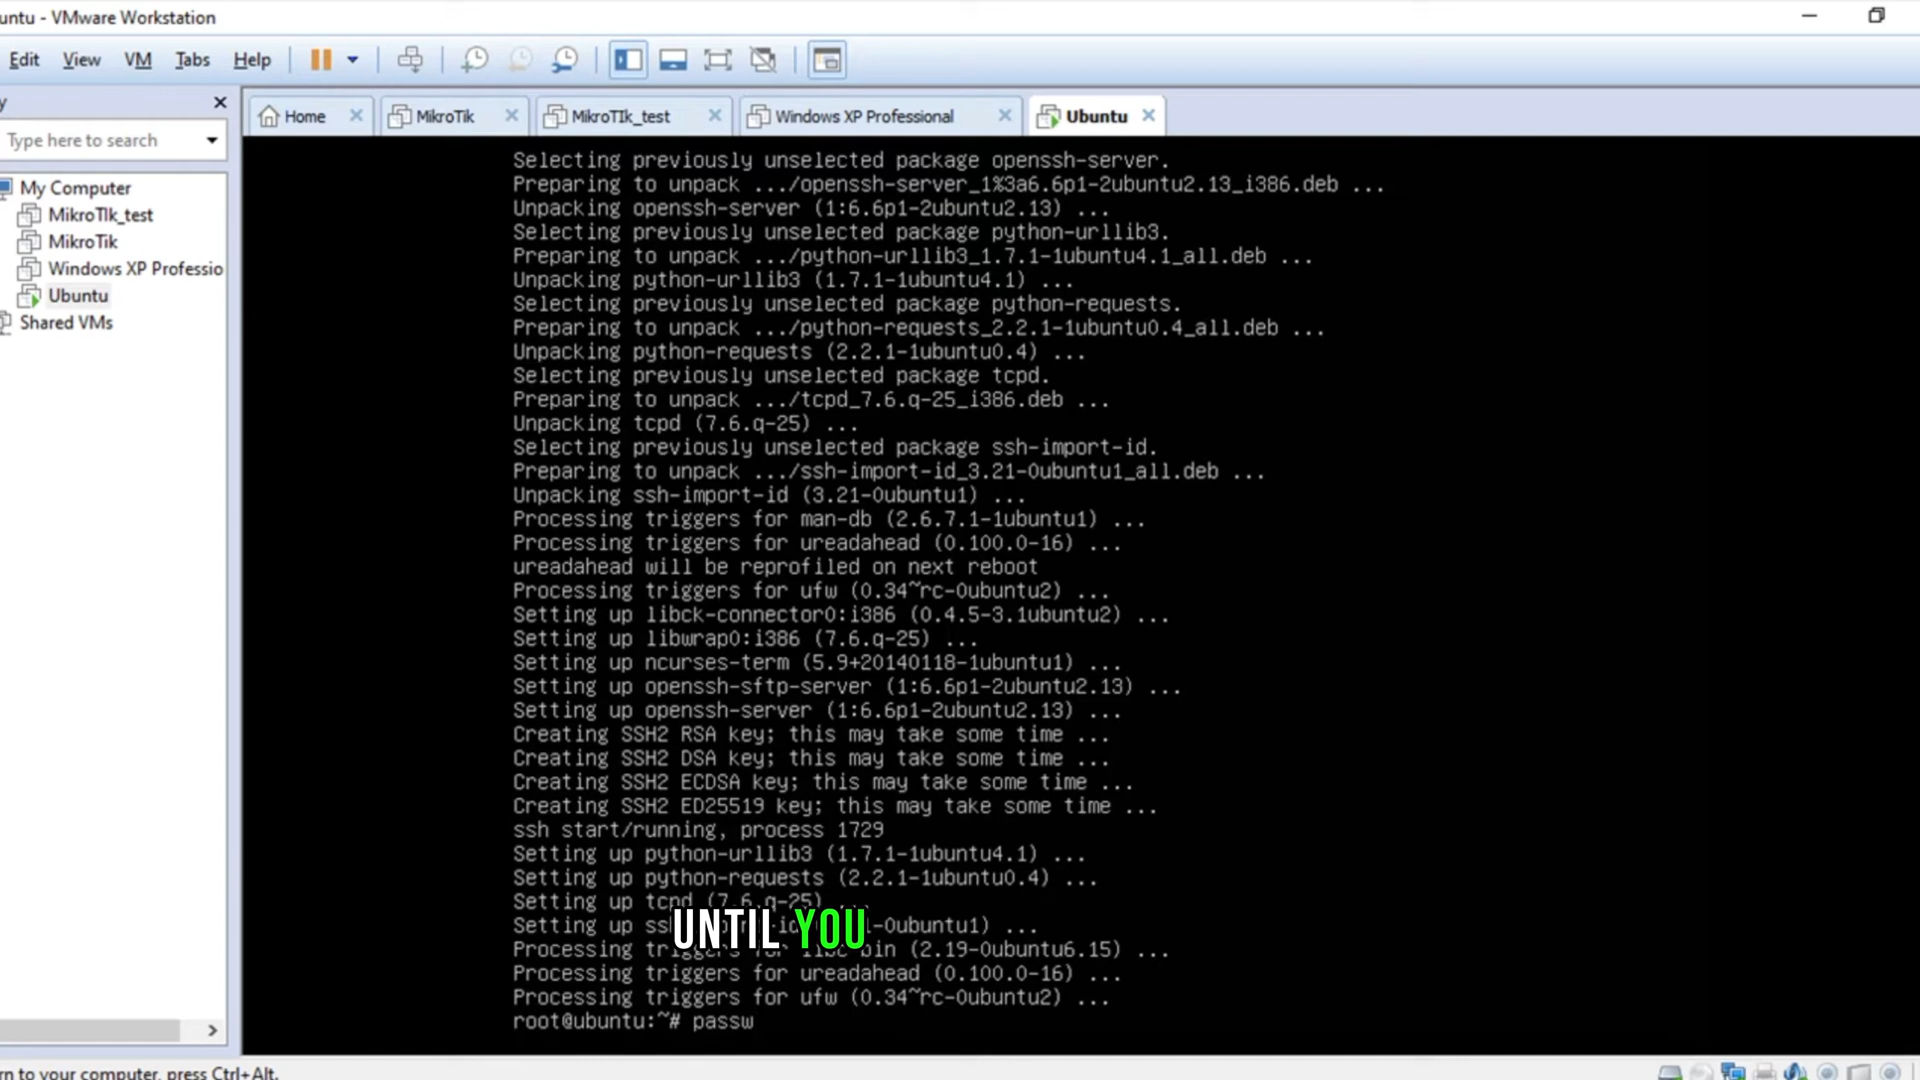 untu - VMware Workstation
Edit View VM Tabs Help
y
Type here to search
My Computer
MikroTIk_test
MikroTik
Windows XP Professio
Ubuntu
Shared VMs
Home MikroTik MikroTIk_test Windows XP Professional Ubuntu
Selecting previously unselected package openssh-server.
Preparing to unpack .../openssh-server_1%3a6.6p1-2ubuntu2.13_i386.deb ...
Unpacking openssh-server (1:6.6p1-2ubuntu2.13) ...
Selecting previously unselected package python-urllib3.
Preparing to unpack .../python-urllib3_1.7.1-1ubuntu4.1_all.deb ...
Unpacking python-urllib3 (1.7.1-1ubuntu4.1) ...
Selecting previously unselected package python-requests.
Preparing to unpack .../python-requests_2.2.1-1ubuntu0.4_all.deb ...
Unpacking python-requests (2.2.1-1ubuntu0.4) ...
Selecting previously unselected package tcpd.
Preparing to unpack .../tcpd_7.6.q-25_i386.deb ...
Unpacking tcpd (7.6.q-25) ...
Selecting previously unselected package ssh-import-id.
Preparing to unpack .../ssh-import-id_3.21-0ubuntu1_all.deb ...
Unpacking ssh-import-id (3.21-0ubuntu1) ...
Processing triggers for man-db (2.6.7.1-1ubuntu1) ...
Processing triggers for ureadahead (0.100.0-16) ...
ureadahead will be reprofiled on next reboot
Processing triggers for ufw (0.34~rc-0ubuntu2) ...
Setting up libck-connector0:i386 (0.4.5-3.1ubuntu2) ...
Setting up libwrap0:i386 (7.6.q-25) ...
Setting up ncurses-term (5.9+20140118-1ubuntu1) ...
Setting up openssh-sftp-server (1:6.6p1-2ubuntu2.13) ...
Setting up openssh-server (1:6.6p1-2ubuntu2.13) ...
Creating SSH2 RSA key; this may take some time ...
Creating SSH2 DSA key; this may take some time ...
Creating SSH2 ECDSA key; this may take some time ...
Creating SSH2 ED25519 key; this may take some time ...
ssh start/running, process 1729
Setting up python-urllib3 (1.7.1-1ubuntu4.1) ...
Setting up python-requests (2.2.1-1ubuntu0.4) ...
Setting up tcpd (7.6.q-25) ...
Setting up -0ubuntu1) ...
UNTIL YOU
Processing triggers for libc-bin (2.19-0ubuntu6.15) ...
Processing triggers for ureadahead (0.100.0-16) ...
Processing triggers for ufw (0.34~rc-0ubuntu2) ...
root@ubuntu:~# passw
rn to your computer, press Ctrl+Alt.